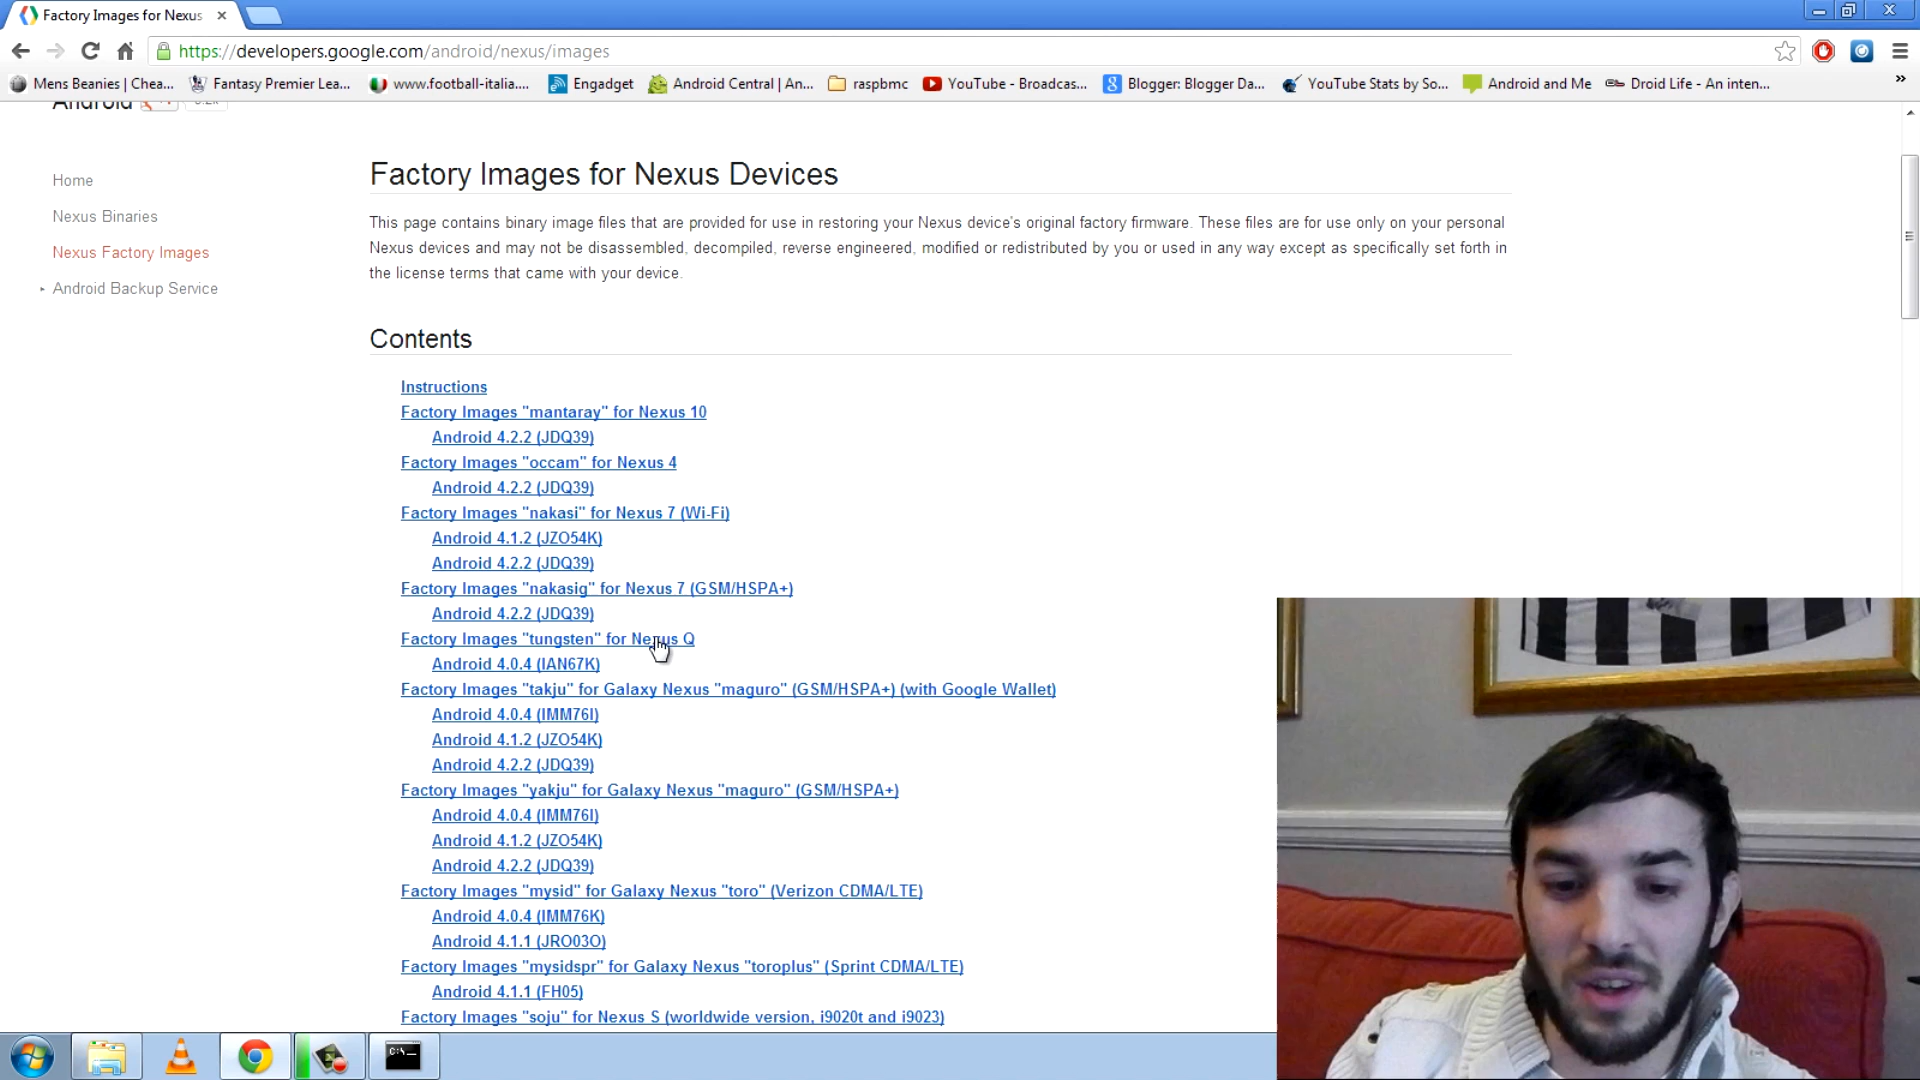 Factory Images for Nexus
https://developers.google.com/android/nexus/images
Mens Beanies | Chea... Fantasy Premier Lea... www.football-italia.... Engadget Android Central | An... raspbmc YouTube - Broadcas... Blogger: Blogger Da... YouTube Stats by So... Android and Me Droid Life - An inten... »
Android
Home
Nexus Binaries
Nexus Factory Images
Android Backup Service
Factory Images for Nexus Devices
This page contains binary image files that are provided for use in restoring your Nexus device's original factory firmware. These files are for use only on your personal
Nexus devices and may not be disassembled, decompiled, reverse engineered, modified or redistributed by you or used in any way except as specifically set forth in
the license terms that came with your device.
Contents
Instructions
Factory Images "mantaray" for Nexus 10
Android 4.2.2 (JDQ39)
Factory Images "occam" for Nexus 4
Android 4.2.2 (JDQ39)
Factory Images "nakasi" for Nexus 7 (Wi-Fi)
Android 4.1.2 (JZO54K)
Android 4.2.2 (JDQ39)
Factory Images "nakasig" for Nexus 7 (GSM/HSPA+)
Android 4.2.2 (JDQ39)
Factory Images "tungsten" for Nexus Q
Android 4.0.4 (IAN67K)
Factory Images "takju" for Galaxy Nexus "maguro" (GSM/HSPA+) (with Google Wallet)
Android 4.0.4 (IMM76I)
Android 4.1.2 (JZO54K)
Android 4.2.2 (JDQ39)
Factory Images "yakju" for Galaxy Nexus "maguro" (GSM/HSPA+)
Android 4.0.4 (IMM76I)
Android 4.1.2 (JZO54K)
Android 4.2.2 (JDQ39)
Factory Images "mysid" for Galaxy Nexus "toro" (Verizon CDMA/LTE)
Android 4.0.4 (IMM76K)
Android 4.1.1 (JRO03O)
Factory Images "mysidspr" for Galaxy Nexus "toroplus" (Sprint CDMA/LTE)
Android 4.1.1 (FH05)
Factory Images "soju" for Nexus S (worldwide version, i9020t and i9023)
C:\_